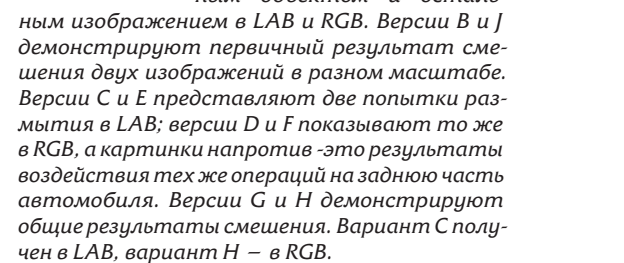 ным изображением в LAB и RGB. Версии B и J
демонстрируют первичный результат сме-
шения двух изображений в разном масштабе.
Версии C и E представляют две попытки раз-
мытия в LAB; версии D и F показывают то же
в RGB, а картинки напротив -это результаты
воздействия тех же операций на заднюю часть
автомобиля. Версии G и H демонстрируют
общие результаты смешения. Вариант C полу-
чен в LAB, вариант H – в RGB.